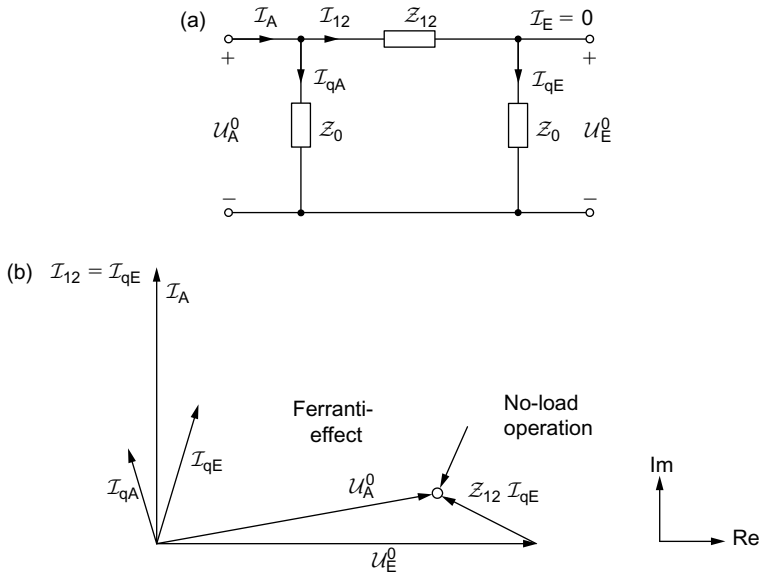 (a)
𝓘_A 𝓘_12 𝒵_12 𝓘_E = 0
+ +
𝓘_qA 𝓘_qE
𝒰_A^0 𝒵_0 𝒵_0 𝒰_E^0
− −
(b) 𝓘_12 = 𝓘_qE
𝓘_A
Ferranti-
effect
No-load
operation
𝓘_qA
𝓘_qE
𝒰_A^0
𝒵_12 𝓘_qE
𝒰_E^0
Im
Re